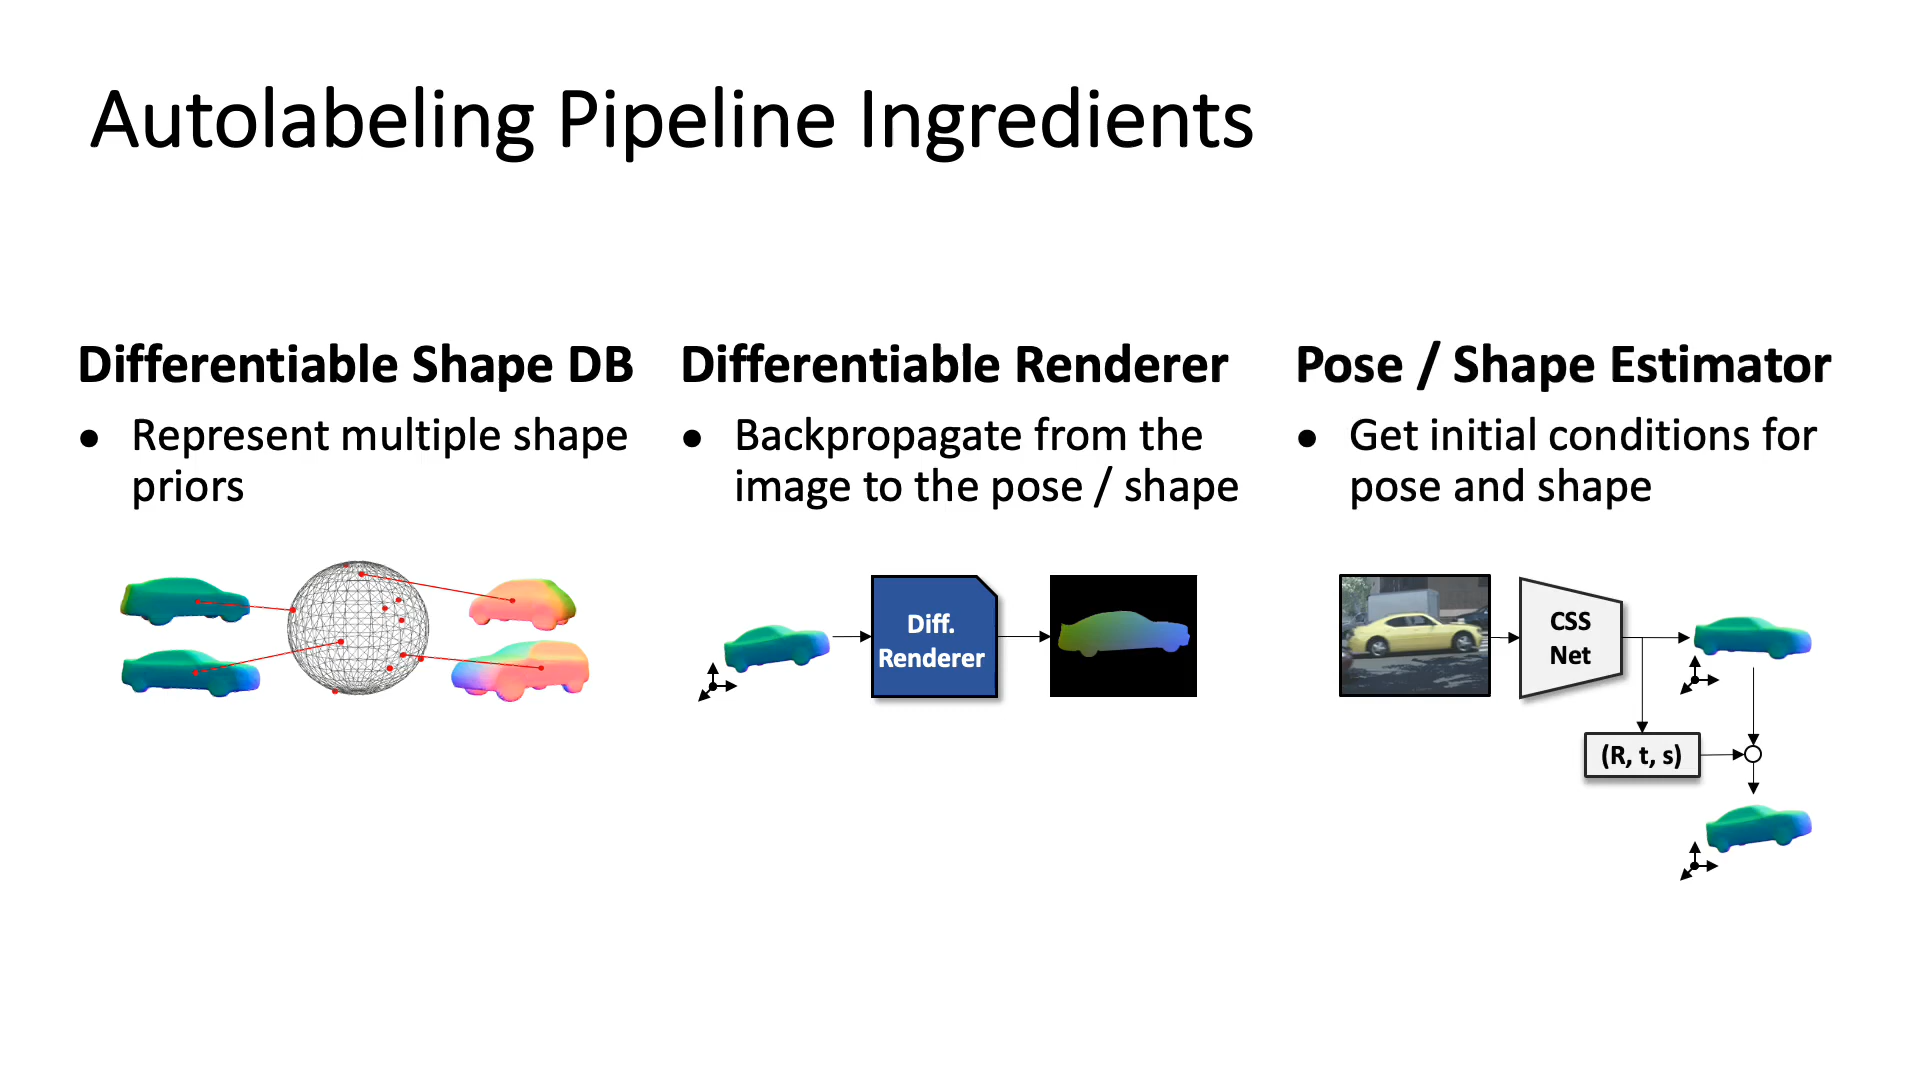 Autolabeling Pipeline Ingredients
Differentiable Shape DB
● Represent multiple shape
priors
Differentiable Renderer
● Backpropagate from the
image to the pose / shape
Diff.
Renderer
Pose / Shape Estimator
● Get initial conditions for
pose and shape
CSS
Net
(R, t, s)